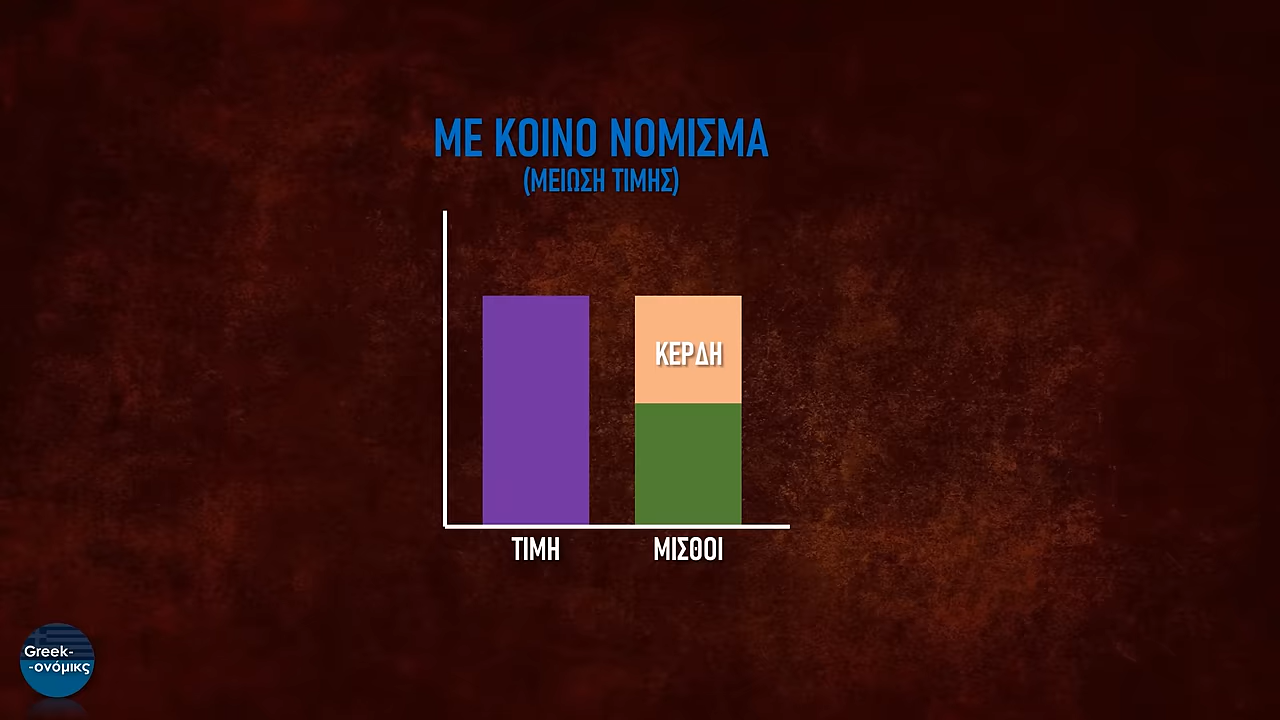 ΜΕ ΚΟΙΝΟ ΝΟΜΙΣΜΑ
(ΜΕΙΩΣΗ ΤΙΜΗΣ)
ΚΕΡΔΗ
ΤΙΜΗ ΜΙΣΘΟΙ
Greek-
-ονόμικς